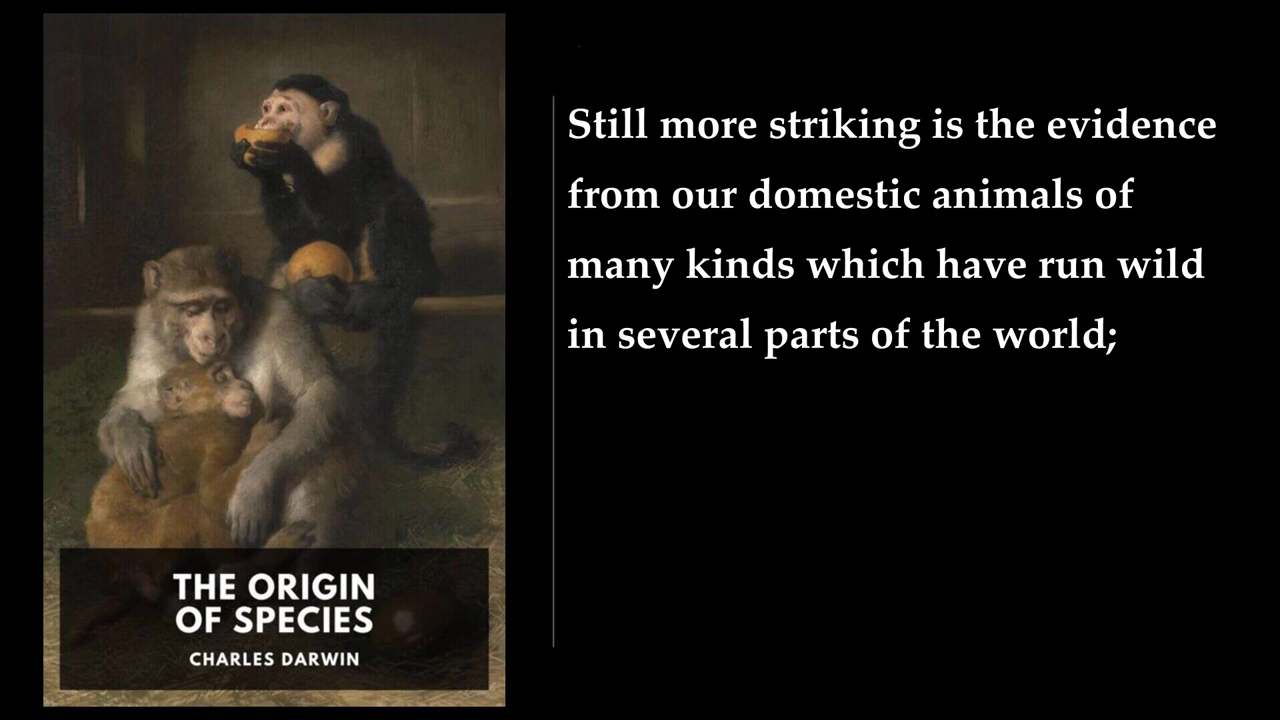 THE ORIGIN
OF SPECIES
CHARLES DARWIN
Still more striking is the evidence
from our domestic animals of
many kinds which have run wild
in several parts of the world;